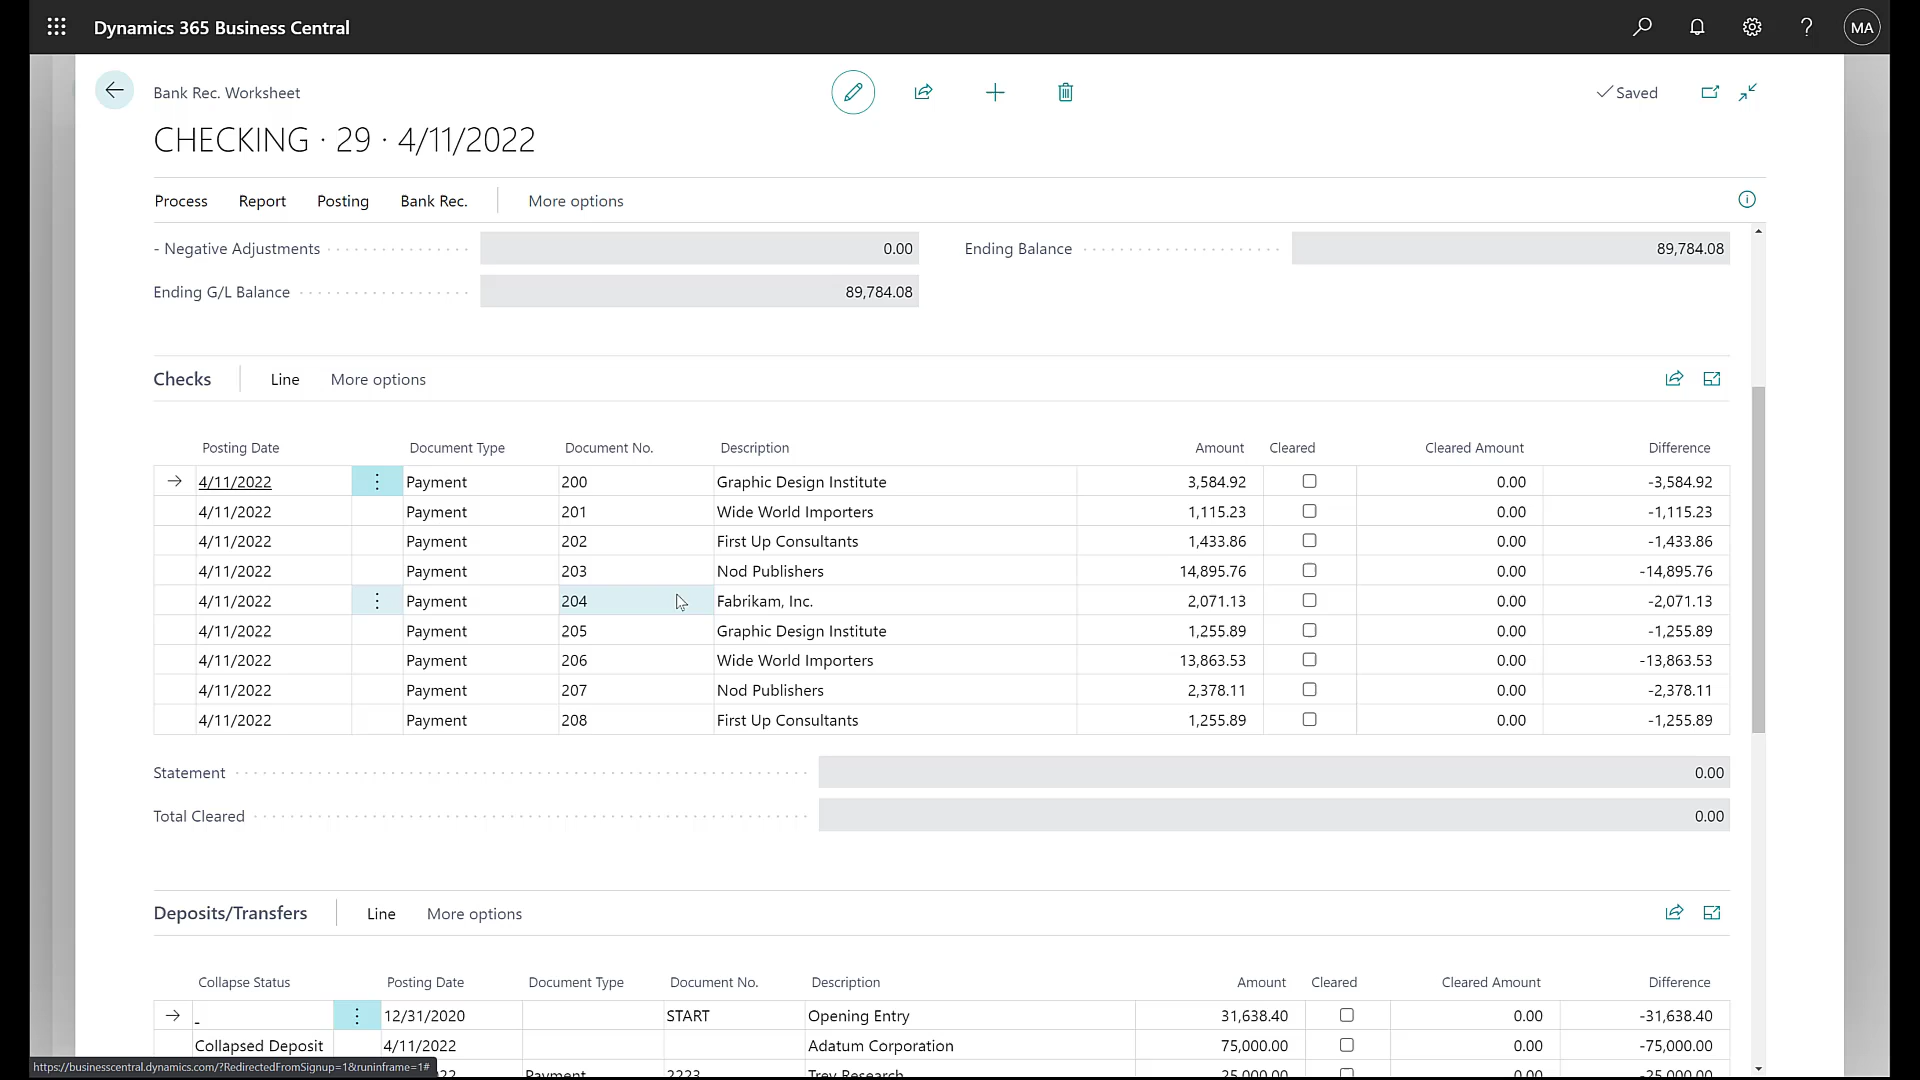 Dynamics 365 Business Central
MA
Bank Rec. Worksheet
Saved
CHECKING · 29 · 4/11/2022
Process Report Posting Bank Rec. More options
- Negative Adjustments 0.00 Ending Balance 89,784.08
Ending G/L Balance 89,784.08
Checks Line More options
Posting Date Document Type Document No. Description Amount Cleared Cleared Amount Difference
4/11/2022 Payment 200 Graphic Design Institute 3,584.92 0.00 -3,584.92
4/11/2022 Payment 201 Wide World Importers 1,115.23 0.00 -1,115.23
4/11/2022 Payment 202 First Up Consultants 1,433.86 0.00 -1,433.86
4/11/2022 Payment 203 Nod Publishers 14,895.76 0.00 -14,895.76
4/11/2022 Payment 204 Fabrikam, Inc. 2,071.13 0.00 -2,071.13
4/11/2022 Payment 205 Graphic Design Institute 1,255.89 0.00 -1,255.89
4/11/2022 Payment 206 Wide World Importers 13,863.53 0.00 -13,863.53
4/11/2022 Payment 207 Nod Publishers 2,378.11 0.00 -2,378.11
4/11/2022 Payment 208 First Up Consultants 1,255.89 0.00 -1,255.89
Statement 0.00
Total Cleared 0.00
Deposits/Transfers Line More options
Collapse Status Posting Date Document Type Document No. Description Amount Cleared Cleared Amount Difference
_ 12/31/2020 START Opening Entry 31,638.40 0.00 -31,638.40
Collapsed Deposit 4/11/2022 Adatum Corporation 75,000.00 0.00 -75,000.00
22 Payment 2223 Trey Research 25,000.00 0.00 -25,000.00
https://businesscentral.dynamics.com/?RedirectedFromSignup=1&runinframe=1#